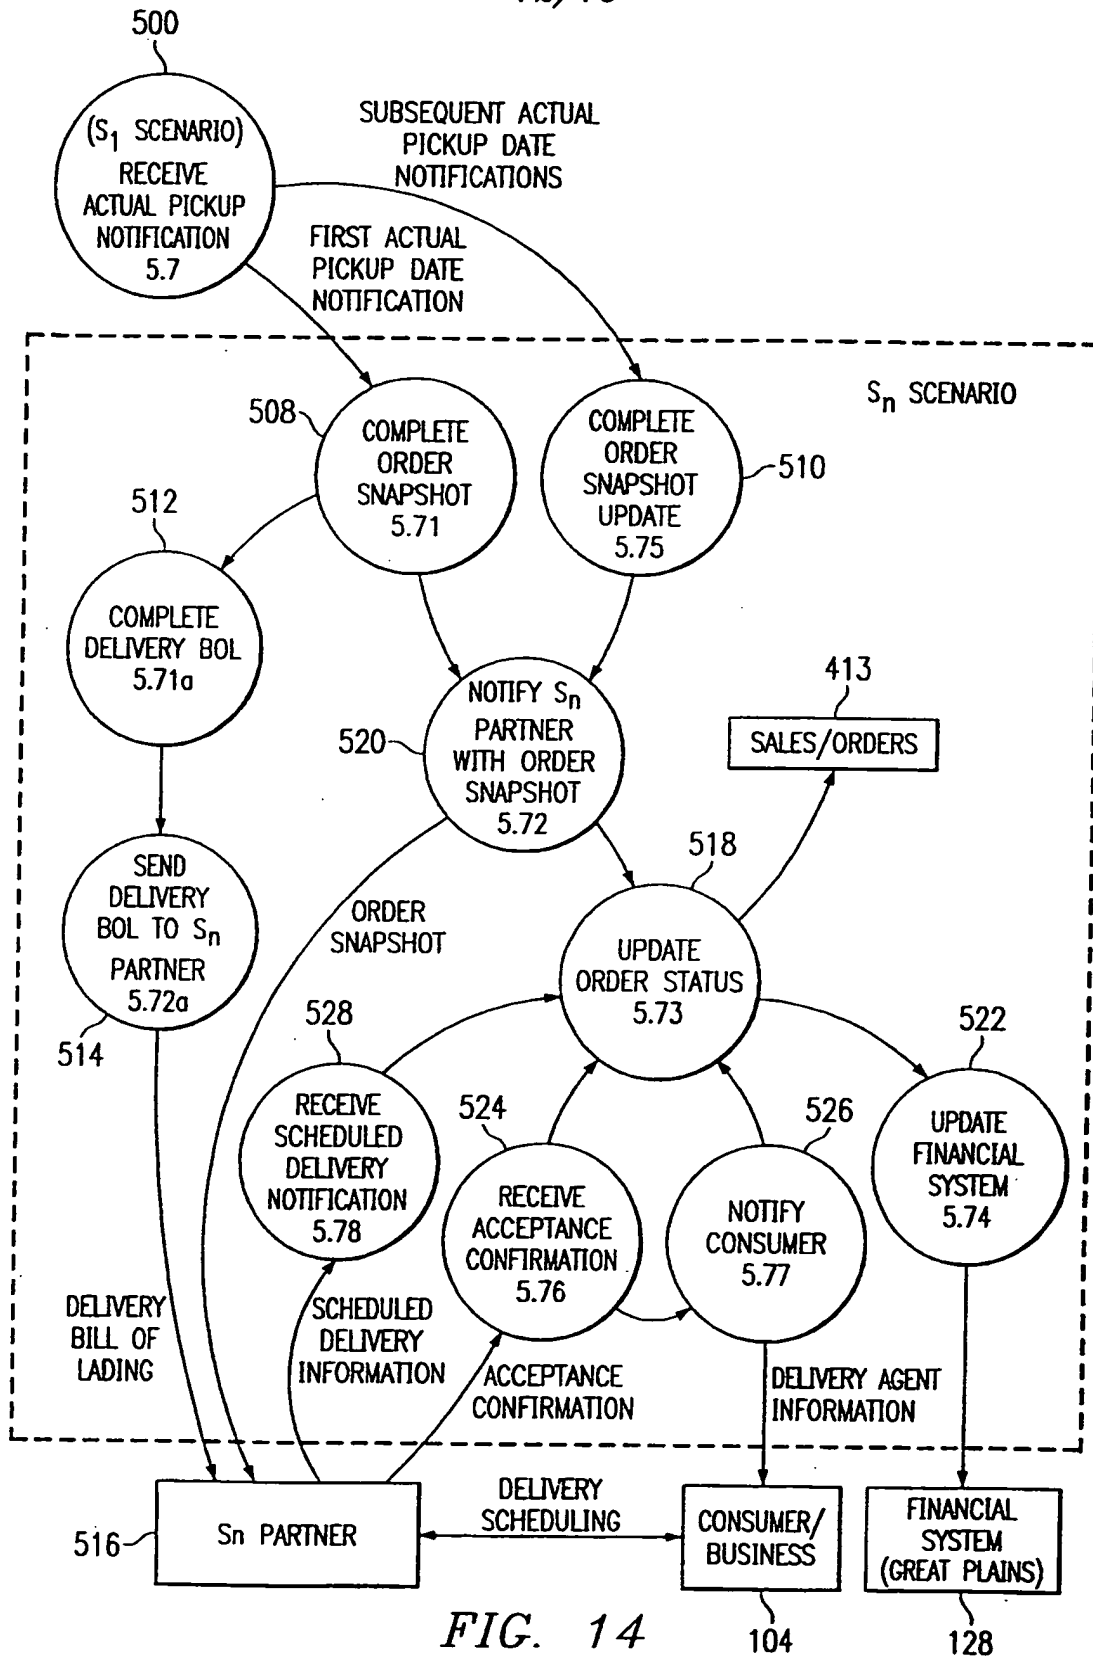 500
(S1 SCENARIO)
RECEIVE
ACTUAL PICKUP
NOTIFICATION
5.7
SUBSEQUENT ACTUAL
PICKUP DATE
NOTIFICATIONS
FIRST ACTUAL
PICKUP DATE
NOTIFICATION
Sn SCENARIO
508
COMPLETE
ORDER
SNAPSHOT
5.71
COMPLETE
ORDER
SNAPSHOT
UPDATE
5.75
510
512
COMPLETE
DELIVERY BOL
5.71a
520
NOTIFY Sn
PARTNER
WITH ORDER
SNAPSHOT
5.72
413
SALES/ORDERS
SEND
DELIVERY
BOL TO Sn
PARTNER
5.72a
514
ORDER
SNAPSHOT
518
UPDATE
ORDER STATUS
5.73
528
RECEIVE
SCHEDULED
DELIVERY
NOTIFICATION
5.78
524
RECEIVE
ACCEPTANCE
CONFIRMATION
5.76
526
NOTIFY
CONSUMER
5.77
522
UPDATE
FINANCIAL
SYSTEM
5.74
DELIVERY
BILL OF
LADING
SCHEDULED
DELIVERY
INFORMATION
ACCEPTANCE
CONFIRMATION
DELIVERY AGENT
INFORMATION
516
Sn PARTNER
DELIVERY
SCHEDULING
CONSUMER/
BUSINESS
104
FINANCIAL
SYSTEM
(GREAT PLAINS)
128
FIG. 14